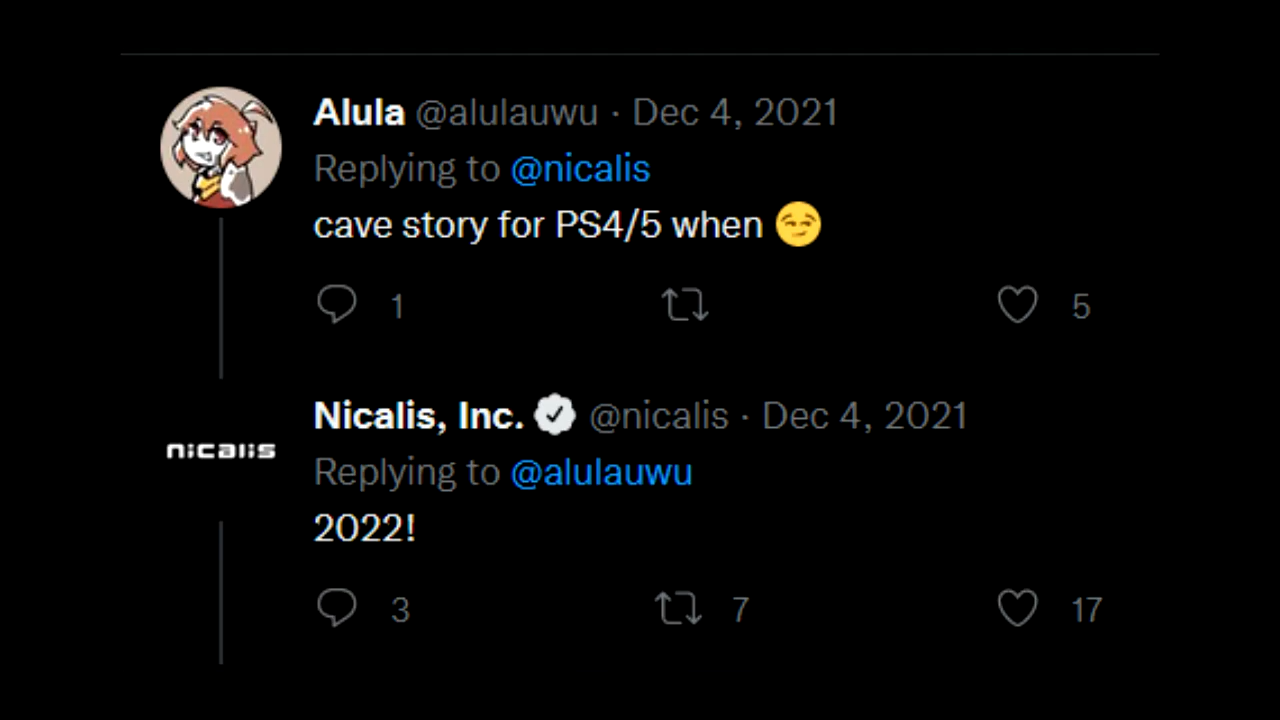 Alula @alulauwu · Dec 4, 2021
Replying to @nicalis
cave story for PS4/5 when 😏
1 5
Nicalis, Inc. @nicalis · Dec 4, 2021
nicalis
Replying to @alulauwu
2022!
3 7 17